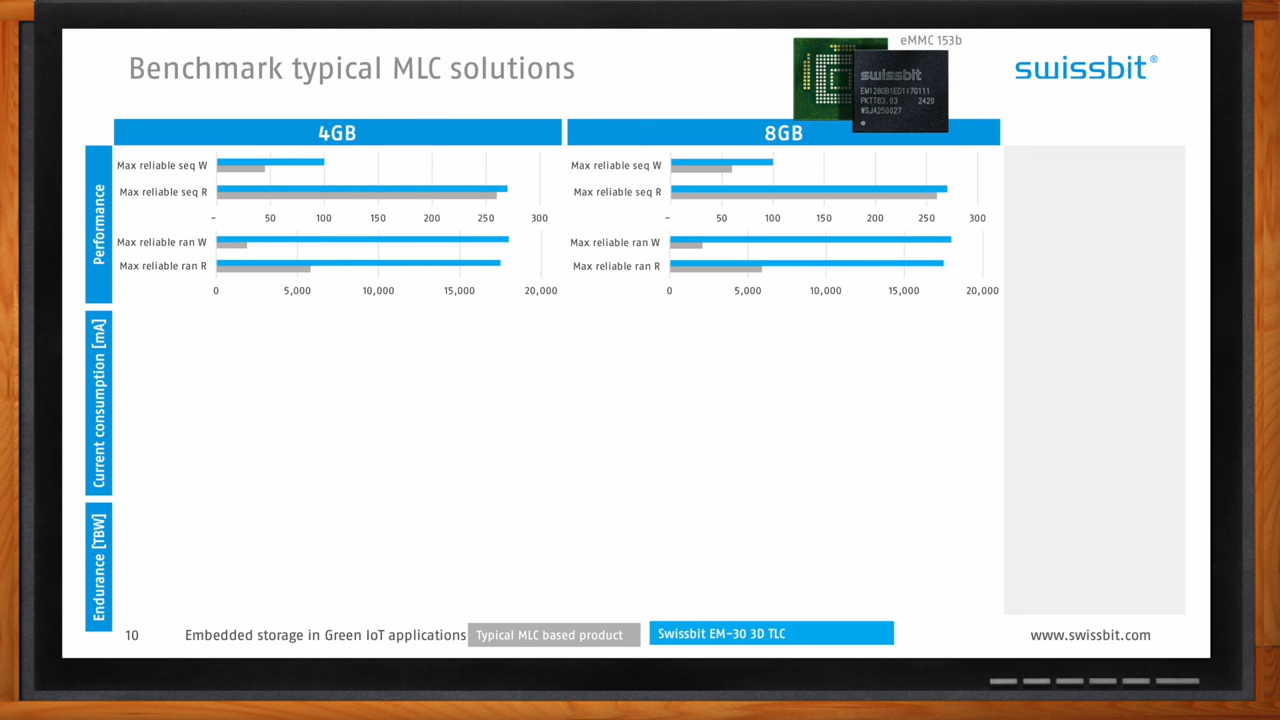 Benchmark typical MLC solutions
eMMC 153b
swissbit®
swissbit
EM128GB1ED117G111
PKTT63.03 2420
WSJA250027
4GB
8GB
Performance
Max reliable seq W
Max reliable seq R
– 50 100 150 200 250 300
Max reliable ran W
Max reliable ran R
0 5,000 10,000 15,000 20,000
Max reliable seq W
Max reliable seq R
– 50 100 150 200 250 300
Max reliable ran W
Max reliable ran R
0 5,000 10,000 15,000 20,000
Current consumption [mA]
Endurance [TBW]
10 Embedded storage in Green IoT applications
Typical MLC based product
Swissbit EM-30 3D TLC
www.swissbit.com